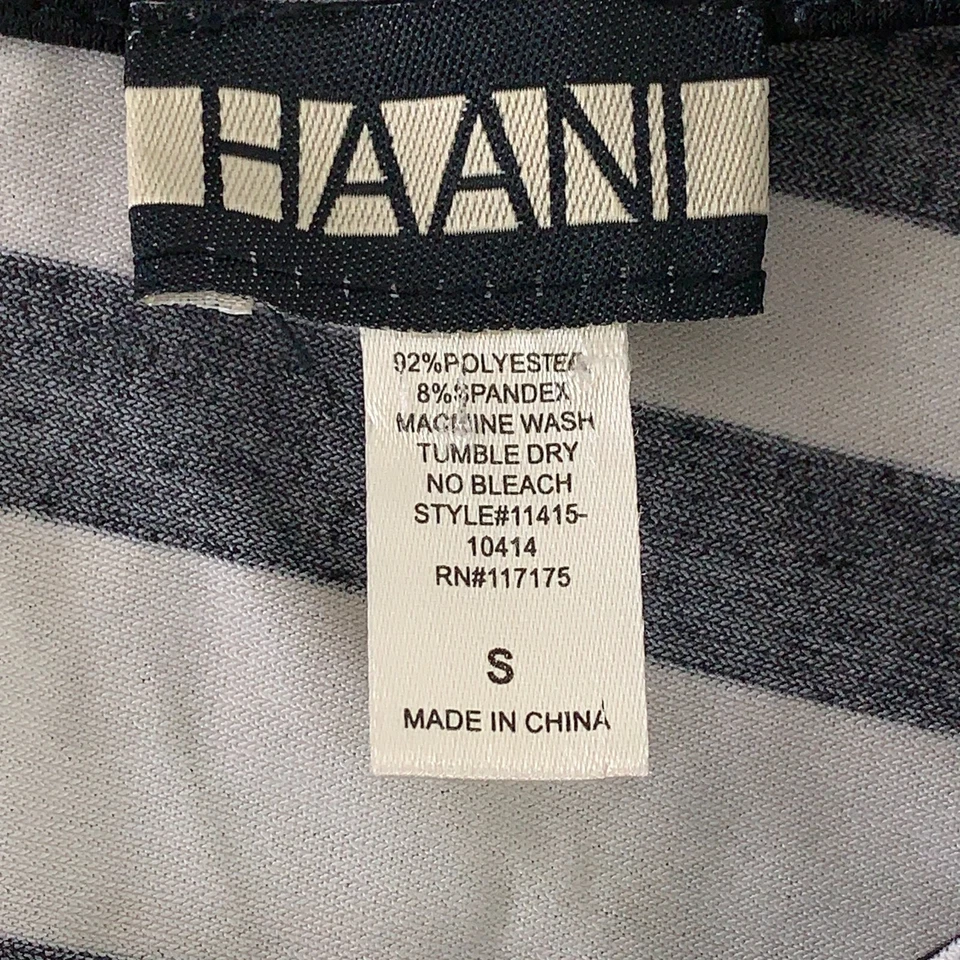 HAANI
92%POLYESTER
8%SPANDEX
MACHINE WASH
TUMBLE DRY
NO BLEACH
STYLE#11415-
10414
RN#117175
S
MADE IN CHINA